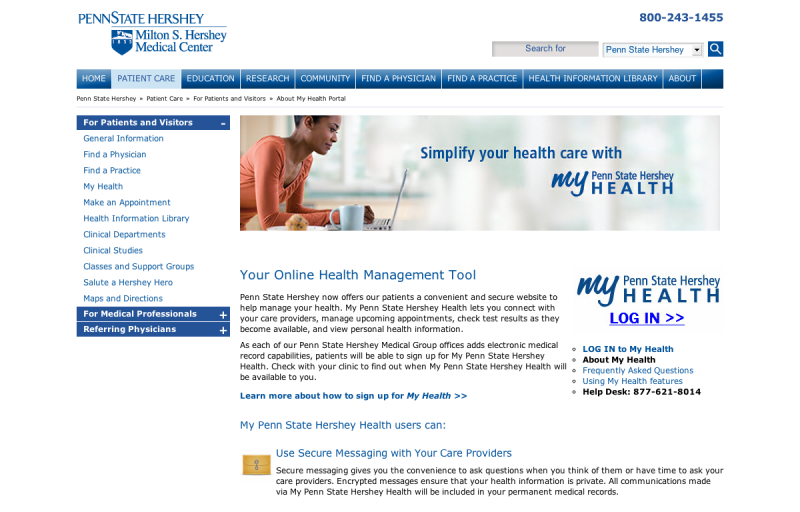 PENNSTATE HERSHEY
Milton S. Hershey
Medical Center
1855
800-243-1455
Search for
Penn State Hershey
HOME
PATIENT CARE
EDUCATION
RESEARCH
COMMUNITY
FIND A PHYSICIAN
FIND A PRACTICE
HEALTH INFORMATION LIBRARY
ABOUT
Penn State Hershey » Patient Care » For Patients and Visitors » About My Health Portal
For Patients and Visitors -
General Information
Find a Physician
Find a Practice
My Health
Make an Appointment
Health Information Library
Clinical Departments
Clinical Studies
Classes and Support Groups
Salute a Hershey Hero
Maps and Directions
For Medical Professionals +
Referring Physicians +
Simplify your health care with
my Penn State Hershey
HEALTH
Your Online Health Management Tool
Penn State Hershey now offers our patients a convenient and secure website to
help manage your health. My Penn State Hershey Health lets you connect with
your care providers, manage upcoming appointments, check test results as they
become available, and view personal health information.
As each of our Penn State Hershey Medical Group offices adds electronic medical
record capabilities, patients will be able to sign up for My Penn State Hershey
Health. Check with your clinic to find out when My Penn State Hershey Health will
be available to you.
Learn more about how to sign up for My Health >>
my Penn State Hershey
HEALTH
LOG IN >>
LOG IN to My Health
About My Health
Frequently Asked Questions
Using My Health features
Help Desk: 877-621-8014
My Penn State Hershey Health users can:
Use Secure Messaging with Your Care Providers
Secure messaging gives you the convenience to ask questions when you think of them or have time to ask your
care providers. Encrypted messages ensure that your health information is private. All communications made
via My Penn State Hershey Health will be included in your permanent medical records.